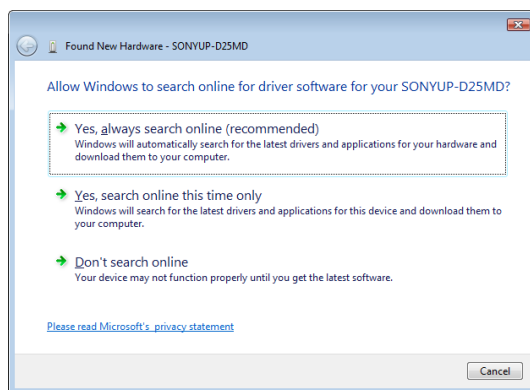 Found New Hardware - SONYUP-D25MD
Allow Windows to search online for driver software for your SONYUP-D25MD?
Yes, always search online (recommended)
Windows will automatically search for the latest drivers and applications for your hardware and
download them to your computer.
Yes, search online this time only
Windows will search for the latest drivers and applications for this device and download them to
your computer.
Don't search online
Your device may not function properly until you get the latest software.
Please read Microsoft's privacy statement
Cancel